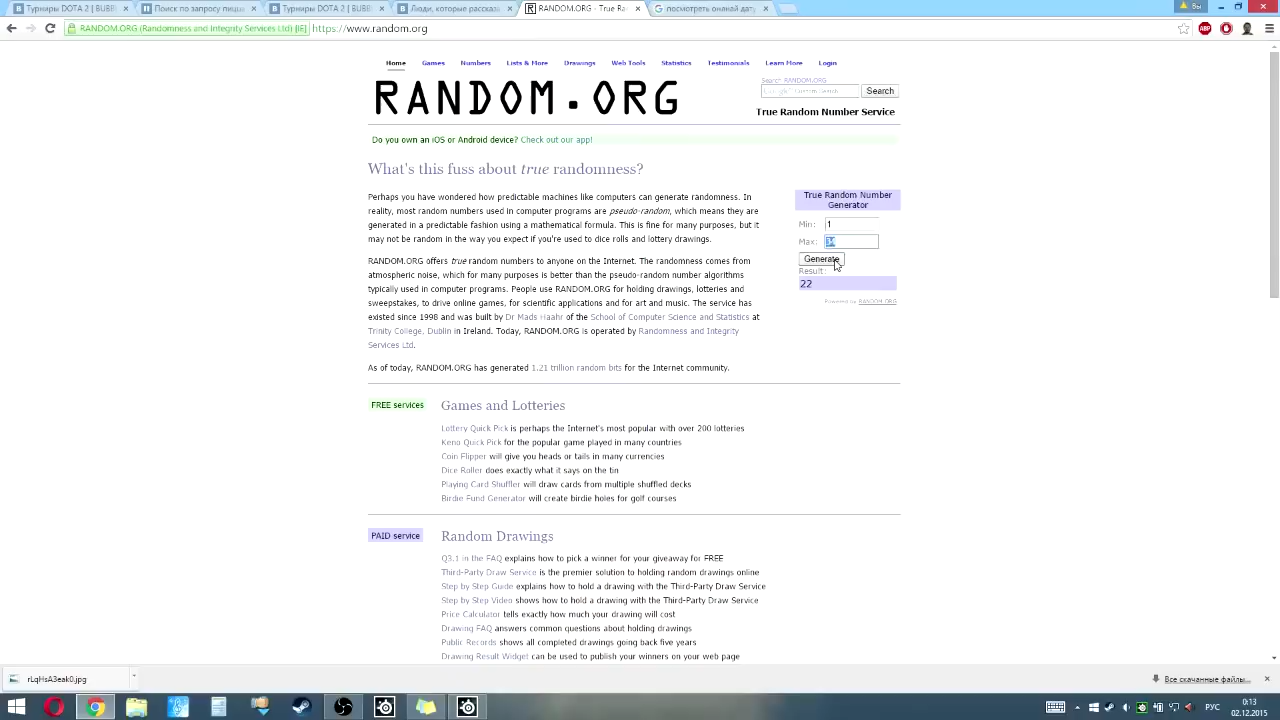 Турниры DOTA 2 | BUBBL
Поиск по запросу пицц
Турниры DOTA 2 | BUBBL
Люди, которые заходят
RANDOM.ORG - True Ra
посмотреть онлайн
RANDOM.ORG (Randomness and Integrity Services Ltd) [IE] https://www.random.org
Home Games Numbers Lists & More Drawings Web Tools Statistics Testimonials Learn More Login
RANDOM.ORG
Search RANDOM.ORG
Custom Search
Search
True Random Number Service
Do you own an iOS or Android device? Check out our app!
What's this fuss about true randomness?
Perhaps you have wondered how predictable machines like computers can generate randomness. In
reality, most random numbers used in computer programs are pseudo-random, which means they are
generated in a predictable fashion using a mathematical formula. This is fine for many purposes, but it
may not be random in the way you expect if you're used to dice rolls and lottery drawings.
RANDOM.ORG offers true random numbers to anyone on the Internet. The randomness comes from
atmospheric noise, which for many purposes is better than the pseudo-random number algorithms
typically used in computer programs. People use RANDOM.ORG for holding drawings, lotteries and
sweepstakes, to drive online games, for scientific applications and for art and music. The service has
existed since 1998 and was built by Dr Mads Haahr of the School of Computer Science and Statistics at
Trinity College, Dublin in Ireland. Today, RANDOM.ORG is operated by Randomness and Integrity
Services Ltd.
As of today, RANDOM.ORG has generated 1.21 trillion random bits for the Internet community.
True Random Number
Generator
Min: 1
Max: 34
Generate
Result:
22
Powered by RANDOM.ORG
FREE services
Games and Lotteries
Lottery Quick Pick is perhaps the Internet's most popular with over 200 lotteries
Keno Quick Pick for the popular game played in many countries
Coin Flipper will give you heads or tails in many currencies
Dice Roller does exactly what it says on the tin
Playing Card Shuffler will draw cards from multiple shuffled decks
Birdie Fund Generator will create birdie holes for golf courses
PAID service
Random Drawings
Q3.1 in the FAQ explains how to pick a winner for your giveaway for FREE
Third-Party Draw Service is the premier solution to holding random drawings online
Step by Step Guide explains how to hold a drawing with the Third-Party Draw Service
Step by Step Video shows how to hold a drawing with the Third-Party Draw Service
Price Calculator tells exactly how much your drawing will cost
Drawing FAQ answers common questions about holding drawings
Public Records shows all completed drawings going back five years
Drawing Result Widget can be used to publish your winners on your web page
rLqHsA3eak0.jpg
Все скачанные файлы...
РУС
0:13
02.12.2015